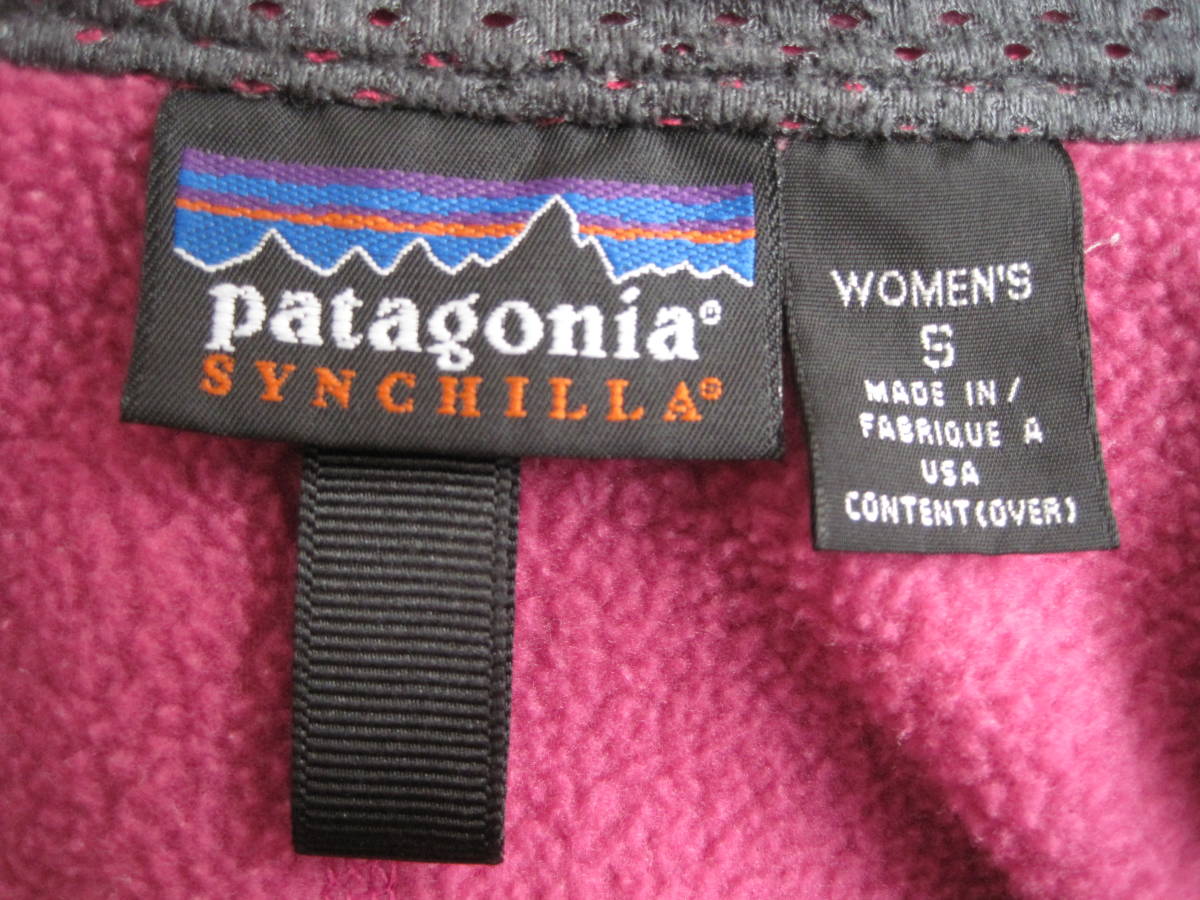 patagonia®
SYNCHILLA®
WOMEN'S
S
MADE IN /
FABRIQUE A
USA
CONTENT(OVER)